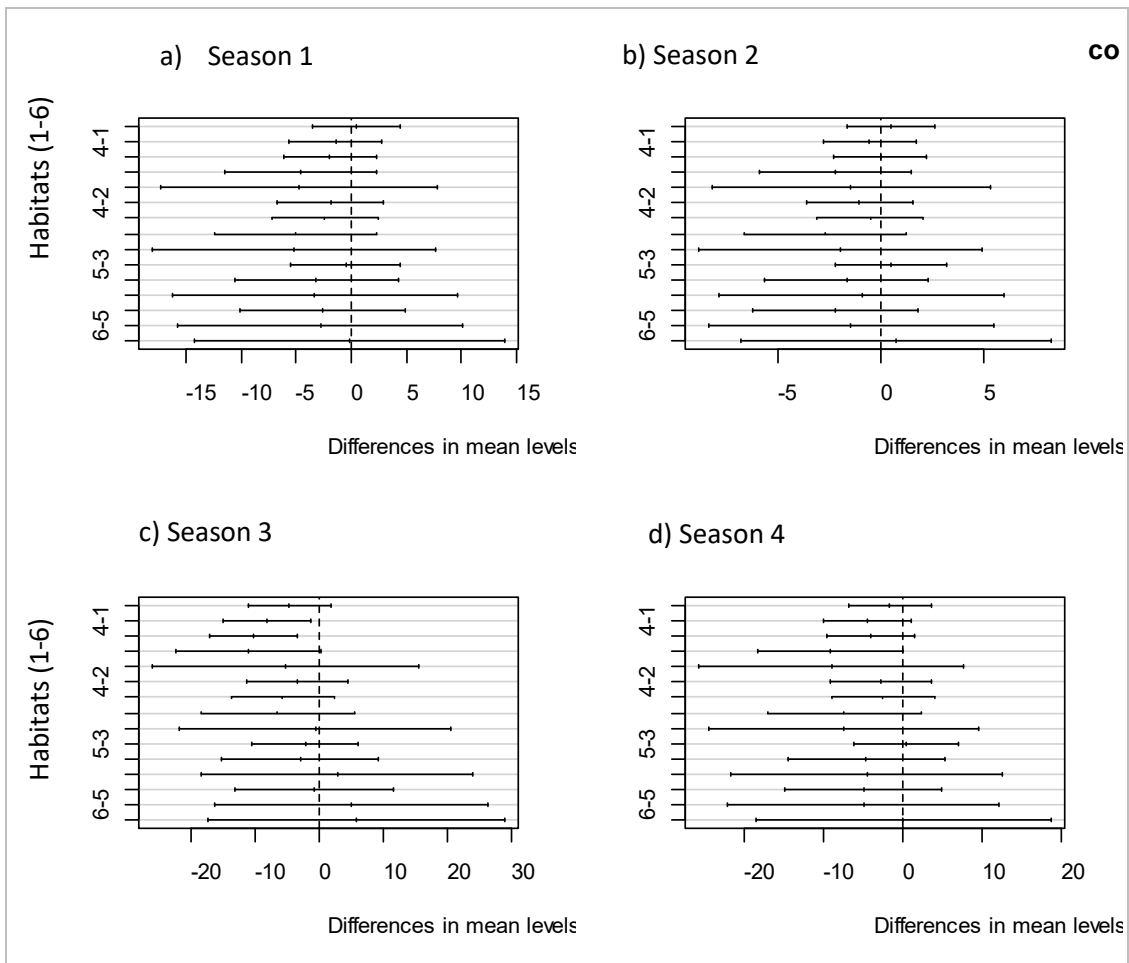 a) Season 1
b) Season 2
co
Habitats (1-6)
4-1
4-2
5-3
6-5
-15 -10 -5 0 5 10 15
Differences in mean levels
4-1
4-2
5-3
6-5
-5 0 5
Differences in mean levels
c) Season 3
d) Season 4
Habitats (1-6)
4-1
4-2
5-3
6-5
-20 -10 0 10 20 30
Differences in mean levels
4-1
4-2
5-3
6-5
-20 -10 0 10 20
Differences in mean levels